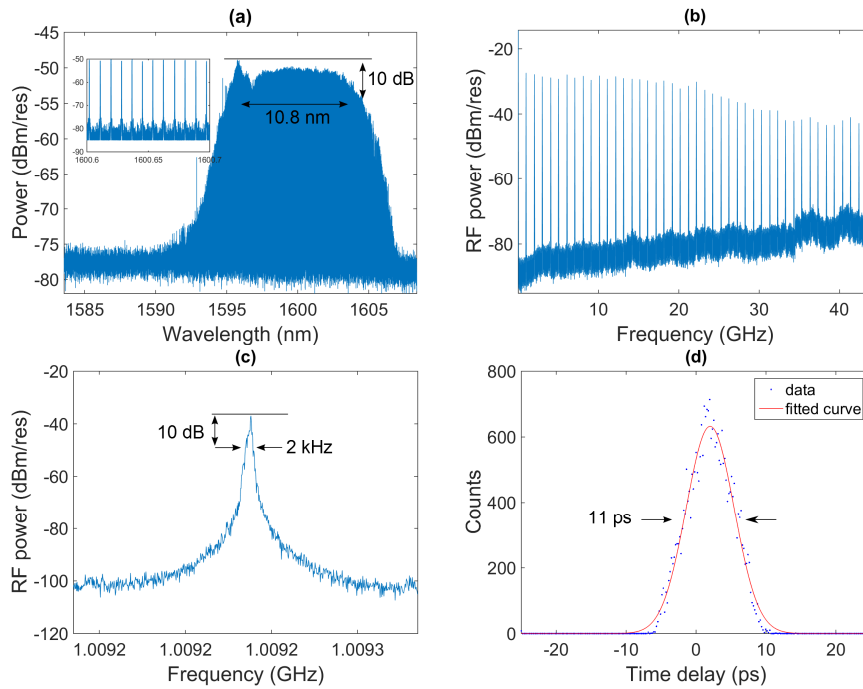 (a)
Power (dBm/res)
-45
-50
-55
-60
-65
-70
-75
-80
1585
1590
1595
1600
1605
Wavelength (nm)
10 dB
10.8 nm
-50
-60
-70
-80
-90
1600.6
1600.65
1600.7
(b)
RF power (dBm/res)
-20
-40
-60
-80
10
20
30
40
Frequency (GHz)
(c)
RF power (dBm/res)
-20
-40
-60
-80
-100
-120
1.0092
1.0092
1.0092
1.0093
Frequency (GHz)
10 dB
2 kHz
(d)
Counts
800
600
400
200
0
-20
-10
0
10
20
Time delay (ps)
data
fitted curve
11 ps